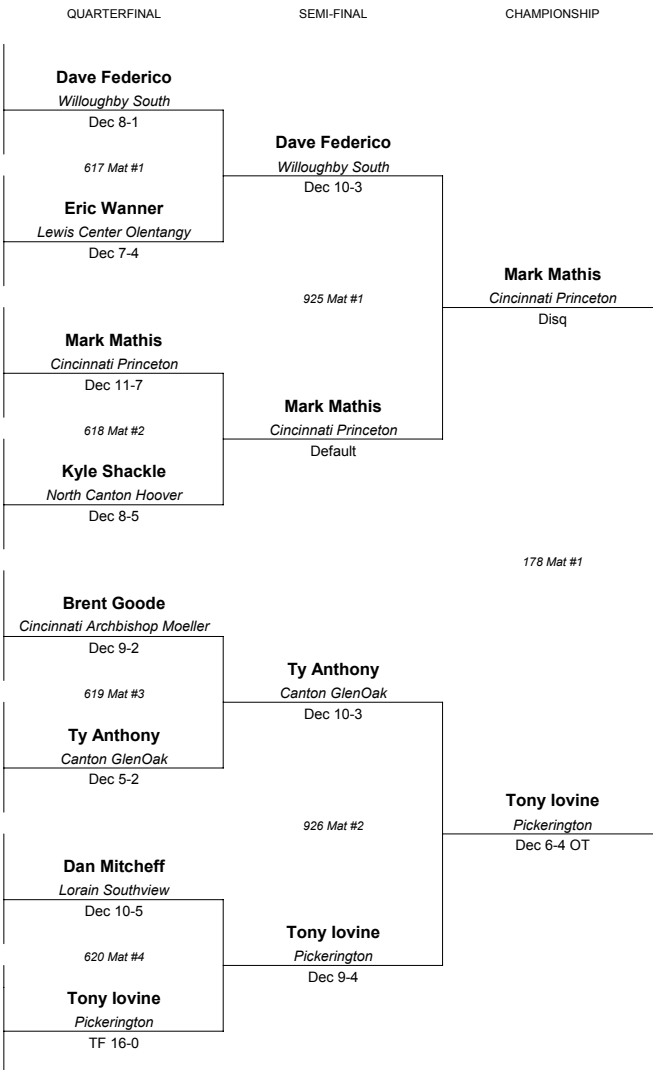 QUARTERFINAL SEMI-FINAL CHAMPIONSHIP
Dave Federico
Willoughby South
Dec 8-1
Dave Federico
617 Mat #1
Willoughby South
Dec 10-3
Eric Wanner
Lewis Center Olentangy
Dec 7-4
Mark Mathis
925 Mat #1
Cincinnati Princeton
Disq
Mark Mathis
Cincinnati Princeton
Dec 11-7
Mark Mathis
618 Mat #2
Cincinnati Princeton
Default
Kyle Shackle
North Canton Hoover
Dec 8-5
178 Mat #1
Brent Goode
Cincinnati Archbishop Moeller
Dec 9-2
Ty Anthony
619 Mat #3
Canton GlenOak
Dec 10-3
Ty Anthony
Canton GlenOak
Dec 5-2
Tony Iovine
926 Mat #2
Pickerington
Dec 6-4 OT
Dan Mitcheff
Lorain Southview
Dec 10-5
Tony Iovine
620 Mat #4
Pickerington
Dec 9-4
Tony Iovine
Pickerington
TF 16-0